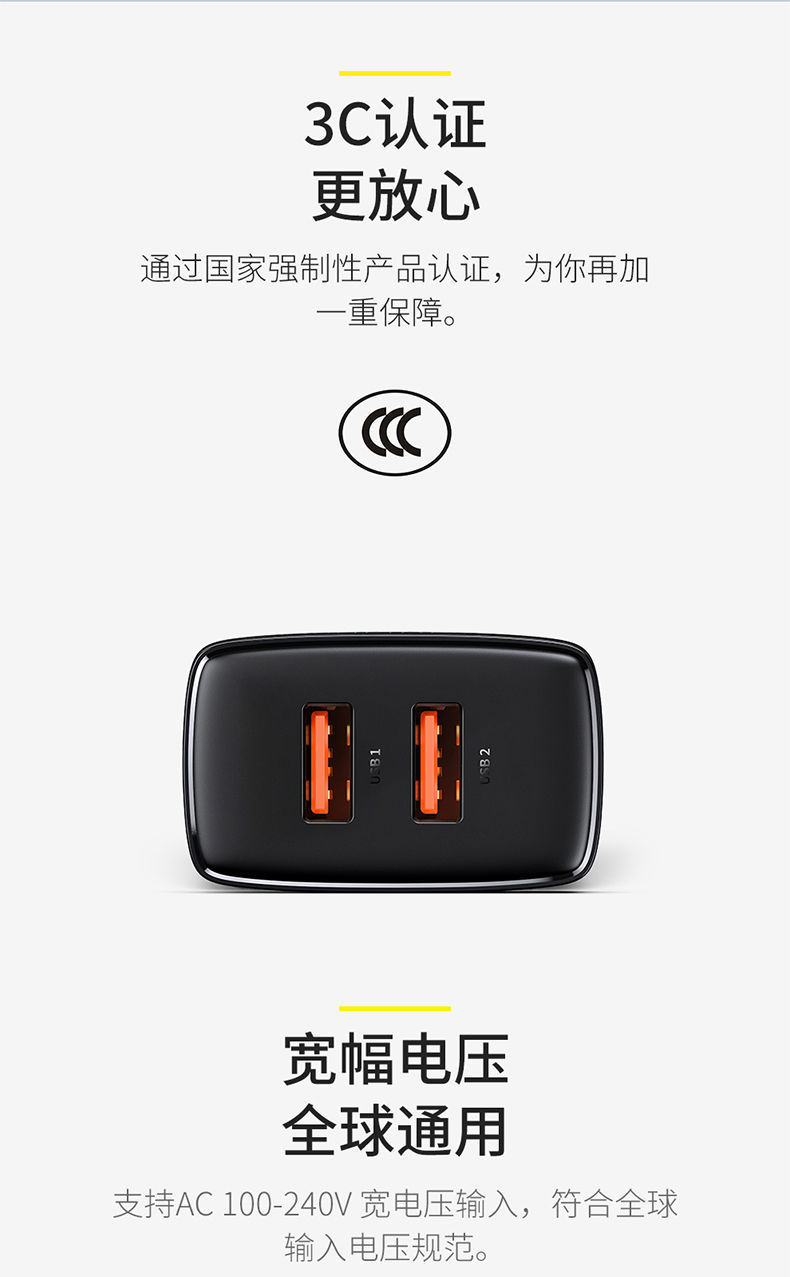 3C认证
更放心
通过国家强制性产品认证，为你再加
一重保障。
CCC
USB1
USB2
宽幅电压
全球通用
支持AC 100-240V 宽电压输入，符合全球
输入电压规范。